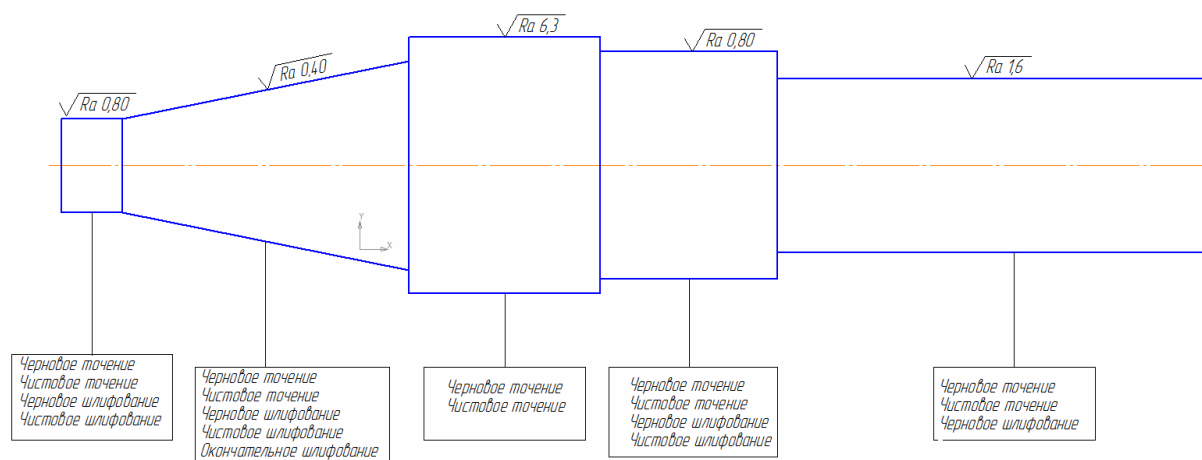 Ra 0,80
Ra 0,40
Ra 6,3
Ra 0,80
Ra 1,6
Y
X
Черновое точение
Чистовое точение
Черновое шлифование
Чистовое шлифование
Черновое точение
Чистовое точение
Черновое шлифование
Чистовое шлифование
Окончательное шлифование
Черновое точение
Чистовое точение
Черновое точение
Чистовое точение
Черновое шлифование
Чистовое шлифование
Черновое точение
Чистовое точение
Черновое шлифование